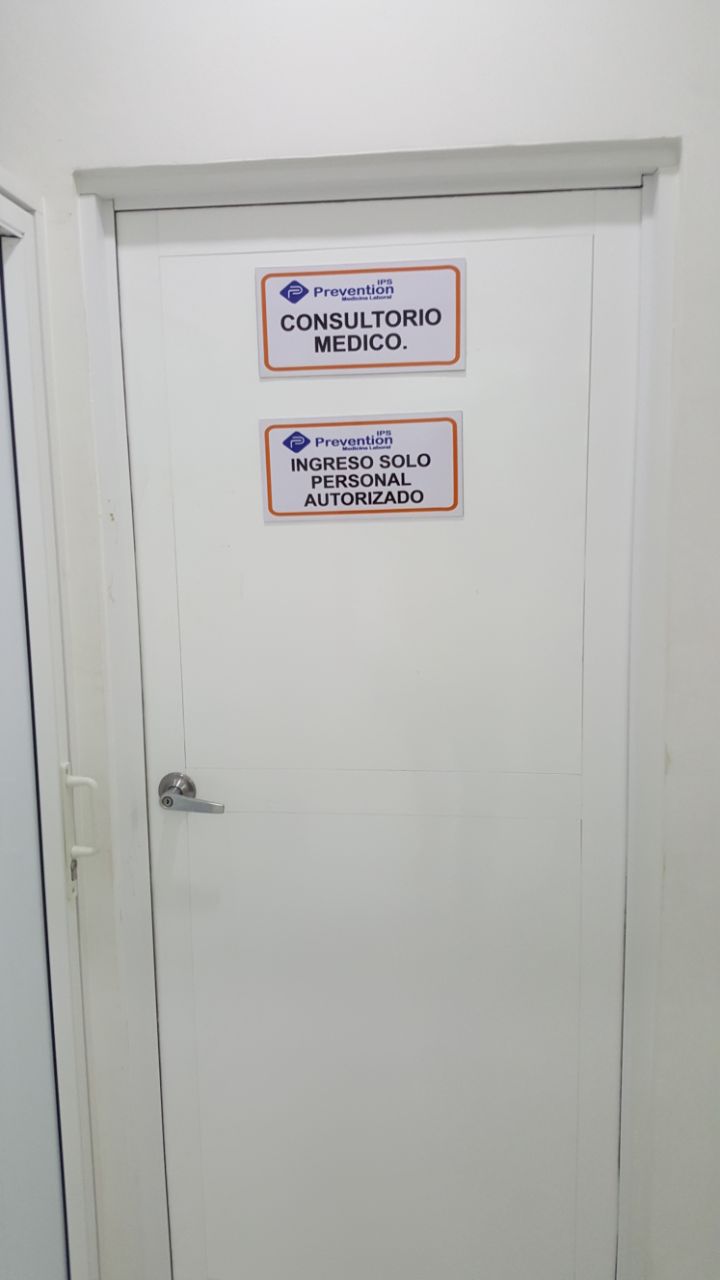 IPS
Prevention
Medicina Laboral
CONSULTORIO
MEDICO.
IPS
Prevention
Medicina Laboral
INGRESO SOLO
PERSONAL
AUTORIZADO